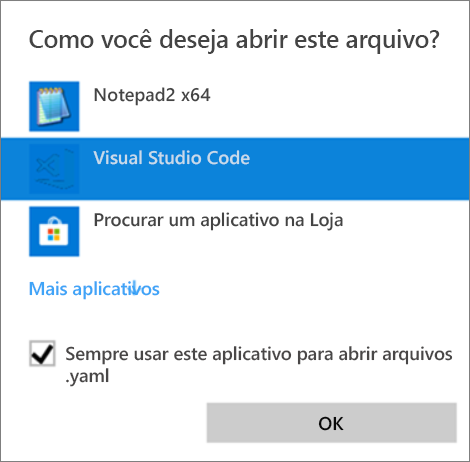 Como você deseja abrir este arquivo?
Notepad2 x64
Visual Studio Code
Procurar um aplicativo na Loja
Mais aplicativos
Sempre usar este aplicativo para abrir arquivos
.yaml
OK